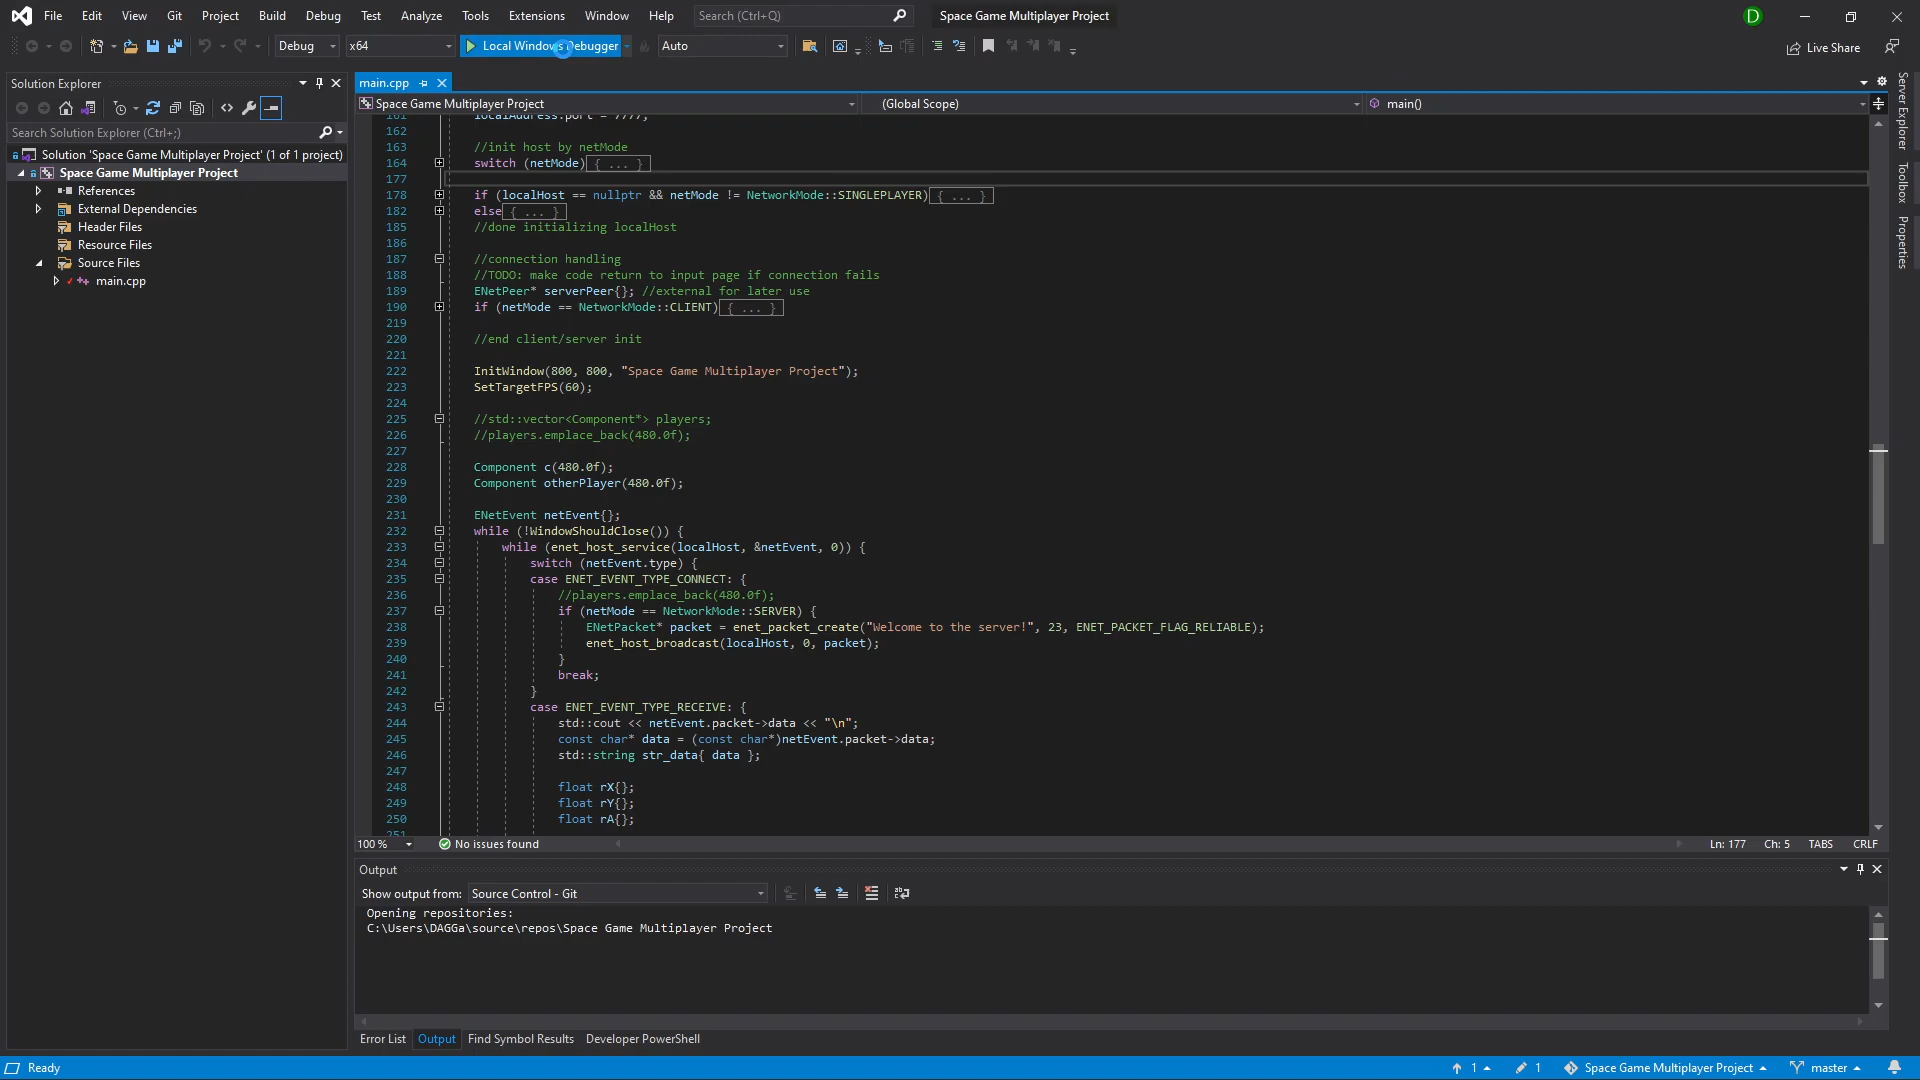 File Edit View Git Project Build Debug Test Analyze Tools Extensions Window Help Search (Ctrl+Q) Space Game Multiplayer Project D
Debug x64 Local Windows Debugger Auto Live Share
Solution Explorer
Search Solution Explorer (Ctrl+;)
Solution 'Space Game Multiplayer Project' (1 of 1 project)
Space Game Multiplayer Project
References
External Dependencies
Header Files
Resource Files
Source Files
main.cpp
main.cpp
Space Game Multiplayer Project (Global Scope) main()
161 localAddress.port = 7777;
162
163 //init host by netMode
164 switch (netMode){ ... }
177
178 if (localHost == nullptr && netMode != NetworkMode::SINGLEPLAYER){ ... }
182 else{ ... }
185 //done initializing localHost
186
187 //connection handling
188 //TODO: make code return to input page if connection fails
189 ENetPeer* serverPeer{}; //external for later use
190 if (netMode == NetworkMode::CLIENT){ ... }
219
220 //end client/server init
221
222 InitWindow(800, 800, "Space Game Multiplayer Project");
223 SetTargetFPS(60);
224
225 //std::vector<Component*> players;
226 //players.emplace_back(480.0f);
227
228 Component c(480.0f);
229 Component otherPlayer(480.0f);
230
231 ENetEvent netEvent{};
232 while (!WindowShouldClose()) {
233 while (enet_host_service(localHost, &netEvent, 0)) {
234 switch (netEvent.type) {
235 case ENET_EVENT_TYPE_CONNECT: {
236 //players.emplace_back(480.0f);
237 if (netMode == NetworkMode::SERVER) {
238 ENetPacket* packet = enet_packet_create("Welcome to the server!", 23, ENET_PACKET_FLAG_RELIABLE);
239 enet_host_broadcast(localHost, 0, packet);
240 }
241 break;
242 }
243 case ENET_EVENT_TYPE_RECEIVE: {
244 std::cout << netEvent.packet->data << "\n";
245 const char* data = (const char*)netEvent.packet->data;
246 std::string str_data{ data };
247
248 float rX{};
249 float rY{};
250 float rA{};
251
100 % No issues found Ln: 177 Ch: 5 TABS CRLF
Output
Show output from: Source Control - Git
Opening repositories:
C:\Users\DAGGa\source\repos\Space Game Multiplayer Project
Error List Output Find Symbol Results Developer PowerShell
Ready 1 1 Space Game Multiplayer Project master
Server Explorer
Toolbox
Properties